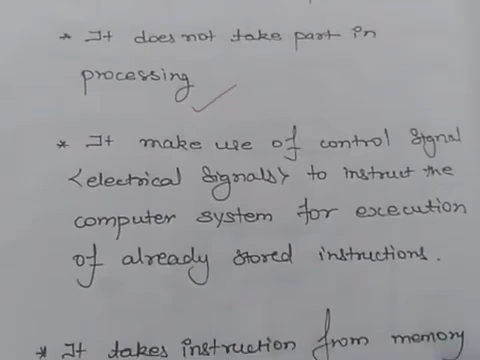 * It does not take part in
processing
* It make use of control signal
<electrical signals> to instruct the
computer system for execution
of already stored instructions.
* It takes instruction from memory